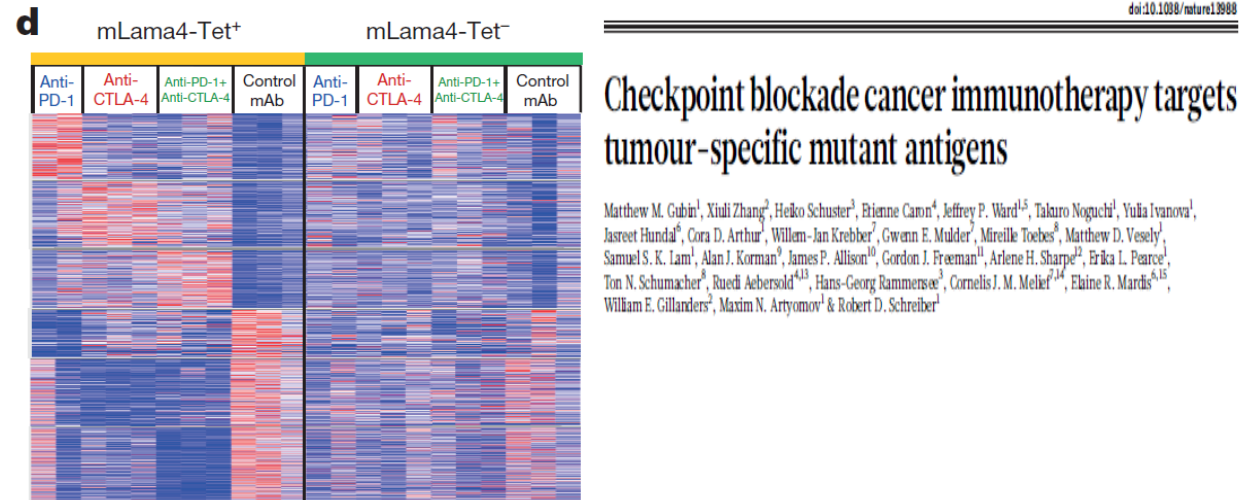 d
mLama4-Tet⁺ mLama4-Tet⁻
Anti-PD-1 Anti-CTLA-4 Anti-PD-1+ Anti-CTLA-4 Control mAb Anti-PD-1 Anti-CTLA-4 Anti-PD-1+ Anti-CTLA-4 Control mAb
doi:10.1038/nature13988
Checkpoint blockade cancer immunotherapy targets
tumour-specific mutant antigens
Matthew M. Gubin¹, Xiuli Zhang², Heiko Schuster³, Etienne Caron⁴, Jeffrey P. Ward¹,⁵, Takuro Noguchi¹, Yulia Ivanova¹,
Jasreet Hundal⁶, Cora D. Arthur¹, Willem-Jan Krebber⁷, Gwenn E. Mulder⁷, Mireille Toebes⁸, Matthew D. Vesely¹,
Samuel S. K. Lam¹, Alan J. Korman⁹, James P. Allison¹⁰, Gordon J. Freeman¹¹, Arlene H. Sharpe¹², Erika L. Pearce¹,
Ton N. Schumacher⁸, Ruedi Aebersold⁴,¹³, Hans-Georg Rammensee³, Cornelis J. M. Melief⁷,¹⁴, Elaine R. Mardis⁶,¹⁵,
William E. Gillanders², Maxim N. Artyomov¹ & Robert D. Schreiber¹